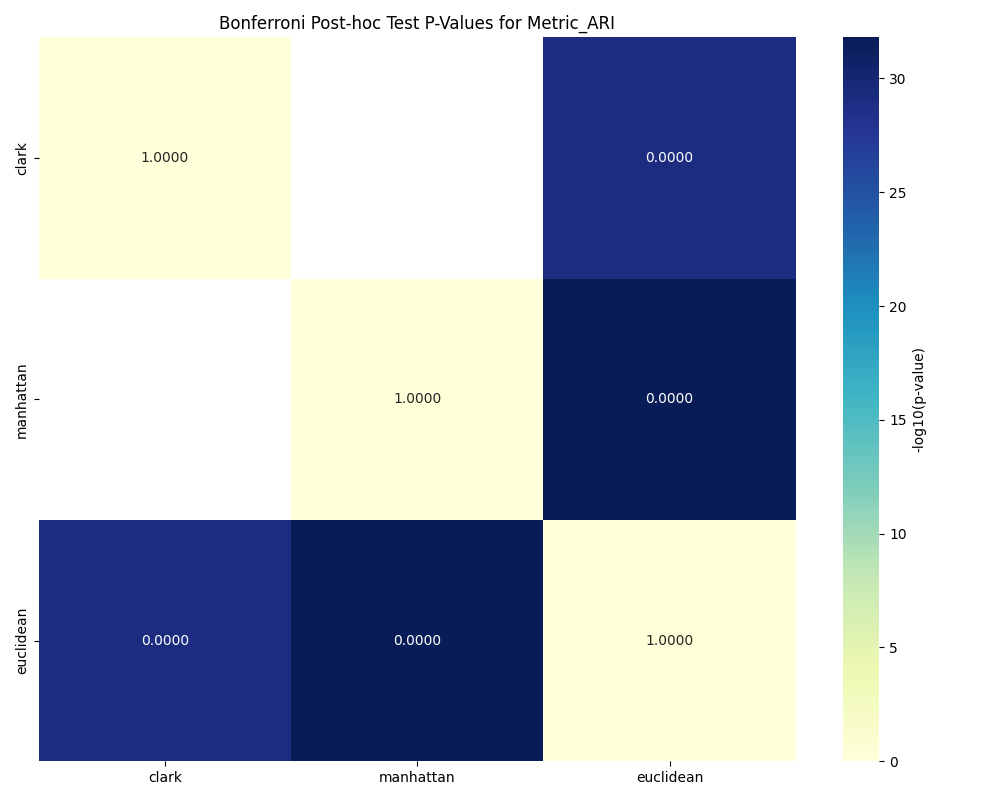 Bonferroni Post-hoc Test P-Values for Metric_ARI
clark
1.0000
0.0000
manhattan
1.0000
0.0000
euclidean
0.0000
0.0000
1.0000
clark
manhattan
euclidean
30
25
20
15
10
5
0
-log10(p-value)